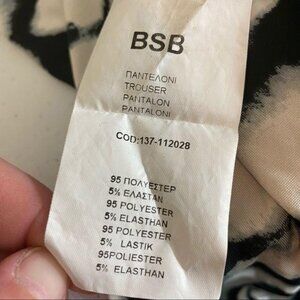 BSB
ΠΑΝΤΕΛΟΝΙ
TROUSER
PANTALON
PANTALONI
COD:137-112028
95 ΠΟΛΥΕΣΤΕΡ
5% ΕΛΑΣΤΑΝ
95 POLYESTER
5% ELASTHAN
95 POLYESTER
5% LASTIK
95POLIESTER
5% ELASTHAN